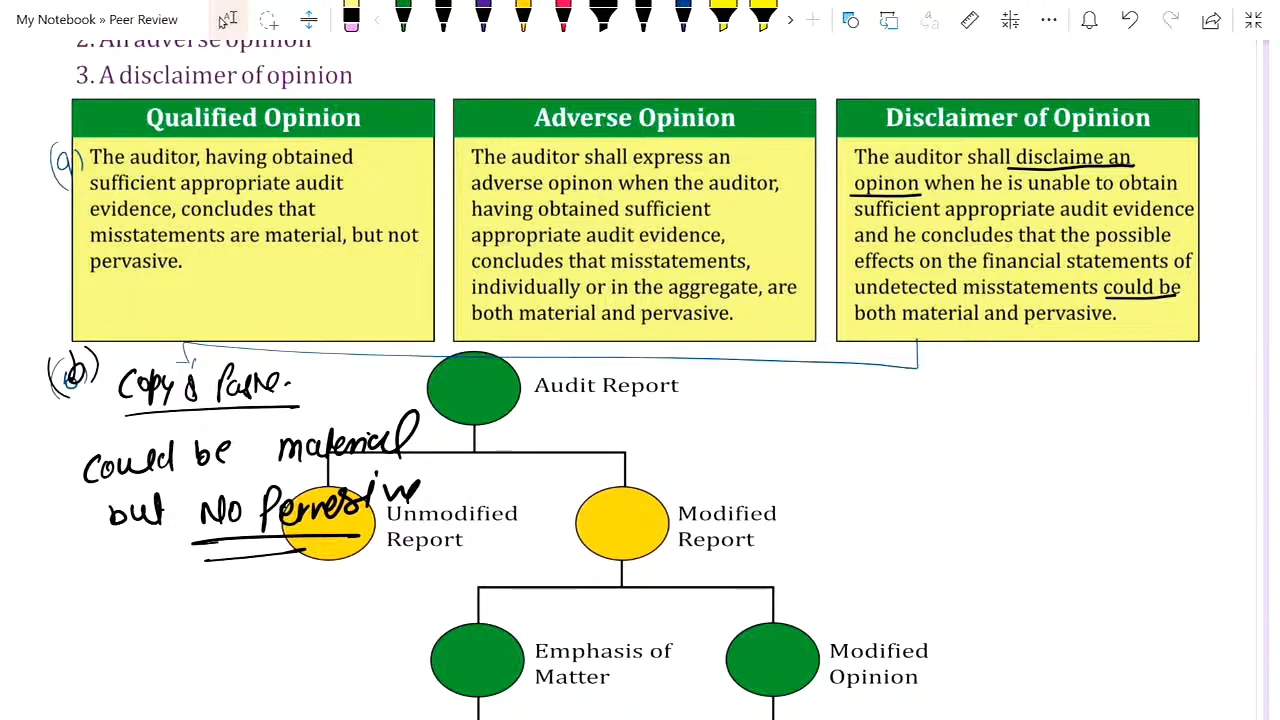 My Notebook » Peer Review
2. An adverse opinion
3. A disclaimer of opinion
Qualified Opinion
(a) The auditor, having obtained
sufficient appropriate audit
evidence, concludes that
misstatements are material, but not
pervasive.
Adverse Opinion
The auditor shall express an
adverse opinon when the auditor,
having obtained sufficient
appropriate audit evidence,
concludes that misstatements,
individually or in the aggregate, are
both material and pervasive.
Disclaimer of Opinion
The auditor shall disclaime an
opinon when he is unable to obtain
sufficient appropriate audit evidence
and he concludes that the possible
effects on the financial statements of
undetected misstatements could be
both material and pervasive.
(b) Copy & Paste.
could be material
but No Pervesive
Audit Report
Unmodified
Report
Modified
Report
Emphasis of
Matter
Modified
Opinion